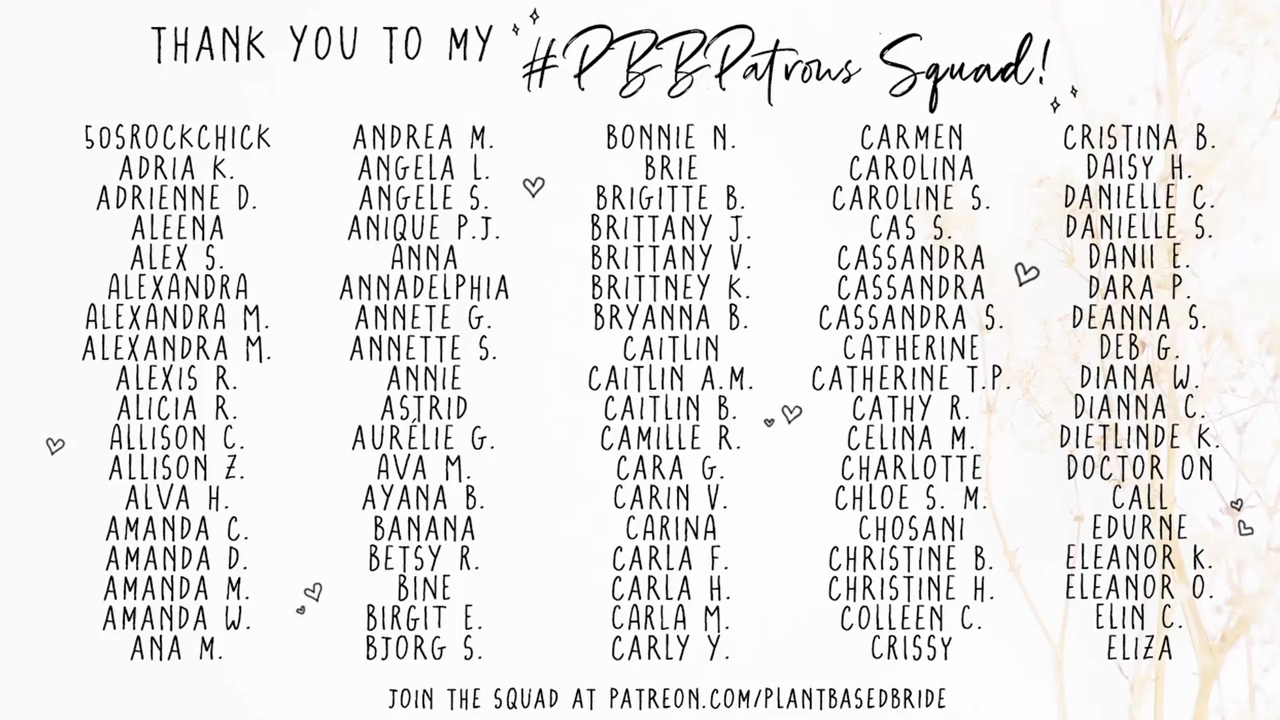 THANK YOU TO MY #PBBPatrons Squad!
50SROCKCHICK
ADRIA K.
ADRIENNE D.
ALEENA
ALEX S.
ALEXANDRA
ALEXANDRA M.
ALEXANDRA M.
ALEXIS R.
ALICIA R.
ALLISON C.
ALLISON Z.
ALVA H.
AMANDA C.
AMANDA D.
AMANDA M.
AMANDA W.
ANA M.
ANDREA M.
ANGELA L.
ANGELE S.
ANIQUE P.J.
ANNA
ANNADELPHIA
ANNETE G.
ANNETTE S.
ANNIE
ASTRID
AURÉLIE G.
AVA M.
AYANA B.
BANANA
BETSY R.
BINE
BIRGIT E.
BJORG S.
BONNIE N.
BRIE
BRIGITTE B.
BRITTANY J.
BRITTANY V.
BRITTNEY K.
BRYANNA B.
CAITLIN
CAITLIN A.M.
CAITLIN B.
CAMILLE R.
CARA G.
CARIN V.
CARINA
CARLA F.
CARLA H.
CARLA M.
CARLY Y.
CARMEN
CAROLINA
CAROLINE S.
CAS S.
CASSANDRA
CASSANDRA
CASSANDRA S.
CATHERINE
CATHERINE T.P.
CATHY R.
CELINA M.
CHARLOTTE
CHLOE S. M.
CHOSANI
CHRISTINE B.
CHRISTINE H.
COLLEEN C.
CRISSY
CRISTINA B.
DAISY H.
DANIELLE C.
DANIELLE S.
DANII E.
DARA P.
DEANNA S.
DEB G.
DIANA W.
DIANNA C.
DIETLINDE K.
DOCTOR ON
CALL
EDURNE
ELEANOR K.
ELEANOR O.
ELIN C.
ELIZA
JOIN THE SQUAD AT PATREON.COM/PLANTBASEDBRIDE